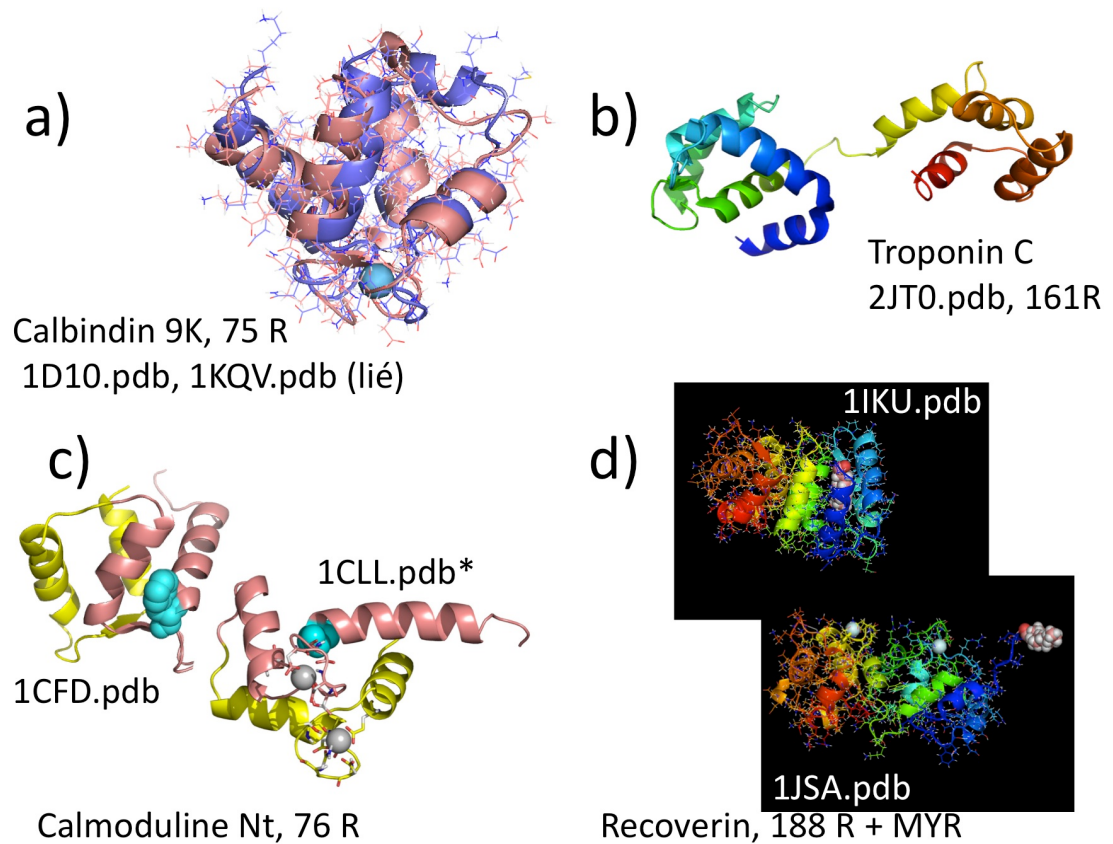 a)
Calbindin 9K, 75 R
1D10.pdb, 1KQV.pdb (lié)
b)
Troponin C
2JT0.pdb, 161R
c)
1CLL.pdb*
1CFD.pdb
Calmoduline Nt, 76 R
d)
1IKU.pdb
1JSA.pdb
Recoverin, 188 R + MYR